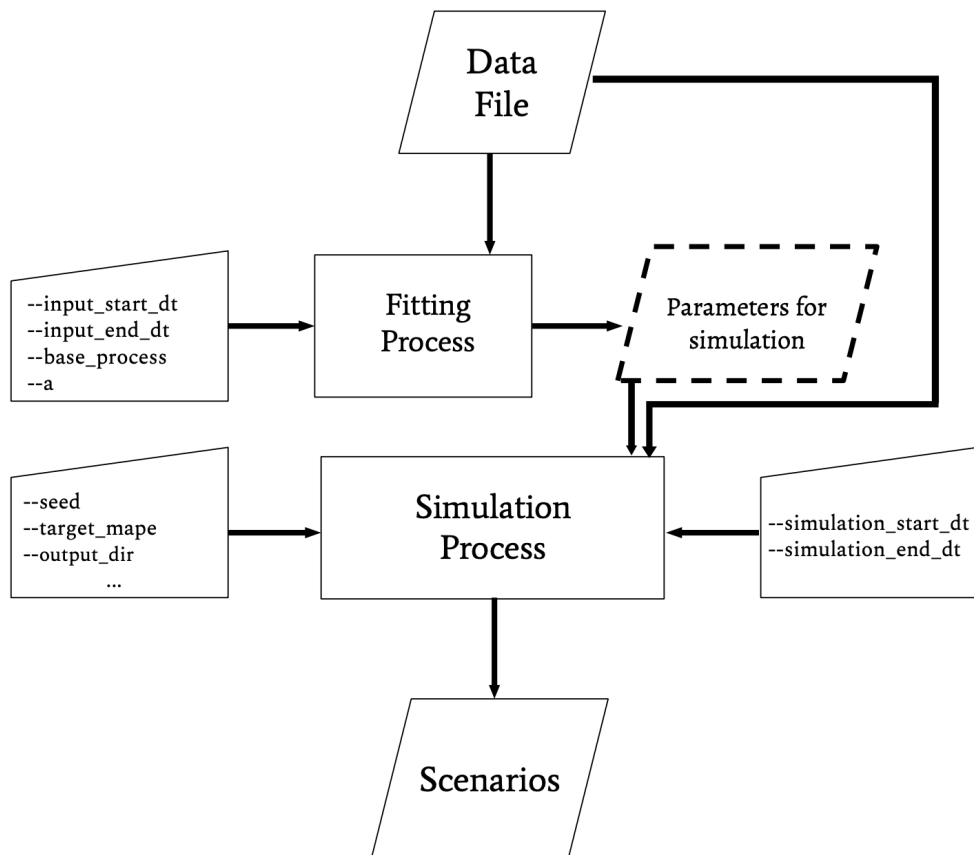 Data
File
--input_start_dt
--input_end_dt
--base_process
--a
Fitting
Process
Parameters for
simulation
--seed
--target_mape
--output_dir
...
Simulation
Process
--simulation_start_dt
--simulation_end_dt
Scenarios